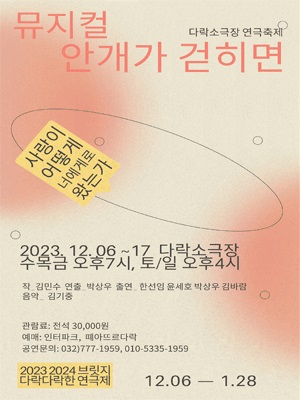 뮤지컬
다락소극장 연극축제
안개가 걷히면
사랑이
어떻게
너에게로
왔는가
2023. 12.06 ~17 다락소극장
수목금 오후7시, 토/일 오후4시
작_ 김민수 연출_ 박상우 출연_ 한선임 윤세호 박상우 김바람
음악_ 김기중
관람료: 전석 30,000원
예매: 인터파크, 떼아뜨르다락
공연문의: 032)777-1959, 010-5335-1959
2023 2024 브릿지
다락다락한 연극제
12.06 — 1.28